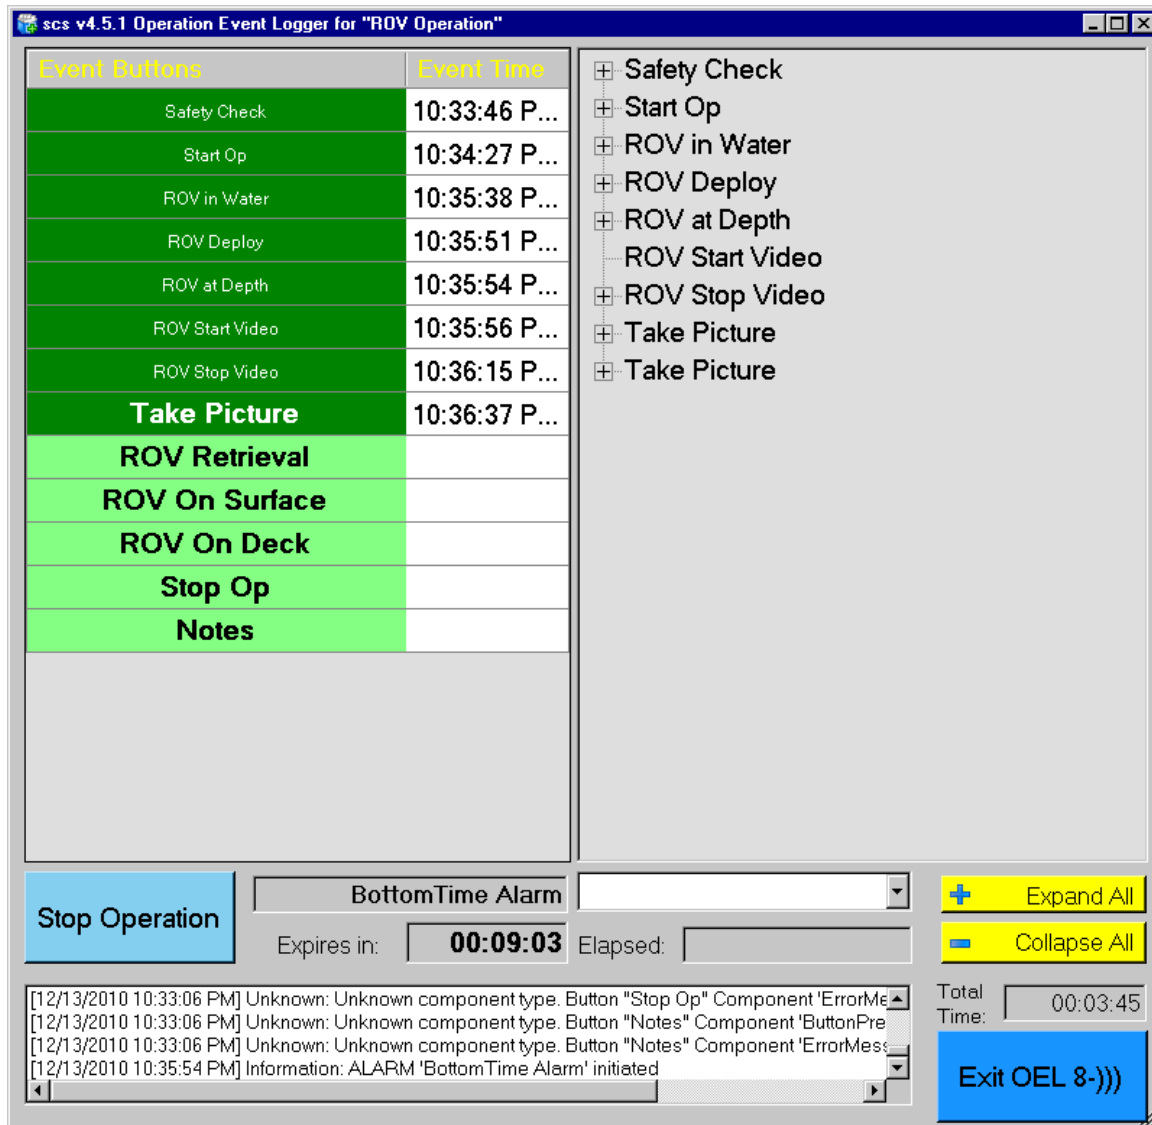 scs v4.5.1 Operation Event Logger for "ROV Operation"
Event Buttons Event Time
Safety Check 10:33:46 P...
Start Op 10:34:27 P...
ROV in Water 10:35:38 P...
ROV Deploy 10:35:51 P...
ROV at Depth 10:35:54 P...
ROV Start Video 10:35:56 P...
ROV Stop Video 10:36:15 P...
Take Picture 10:36:37 P...
ROV Retrieval
ROV On Surface
ROV On Deck
Stop Op
Notes
Safety Check
Start Op
ROV in Water
ROV Deploy
ROV at Depth
ROV Start Video
ROV Stop Video
Take Picture
Take Picture
Stop Operation
BottomTime Alarm
Expires in: 00:09:03 Elapsed:
Expand All
Collapse All
[12/13/2010 10:33:06 PM] Unknown: Unknown component type. Button "Stop Op" Component 'ErrorMe
[12/13/2010 10:33:06 PM] Unknown: Unknown component type. Button "Notes" Component 'ButtonPre
[12/13/2010 10:33:06 PM] Unknown: Unknown component type. Button "Notes" Component 'ErrorMess
[12/13/2010 10:35:54 PM] Information: ALARM 'BottomTime Alarm' initiated
Total Time: 00:03:45
Exit OEL 8-)))